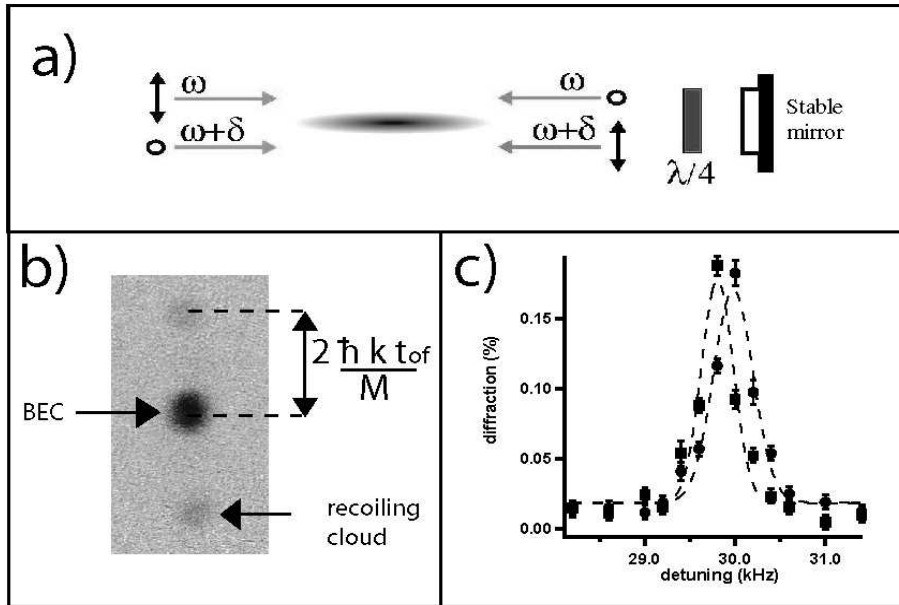 a)
ω
ω+δ
ω
ω+δ
λ/4
Stable
mirror
b)
BEC
2 ħ k tof
M
recoiling
cloud
c)
diffraction (%)
0.15
0.10
0.05
0.00
29.0
30.0
31.0
detuning (kHz)